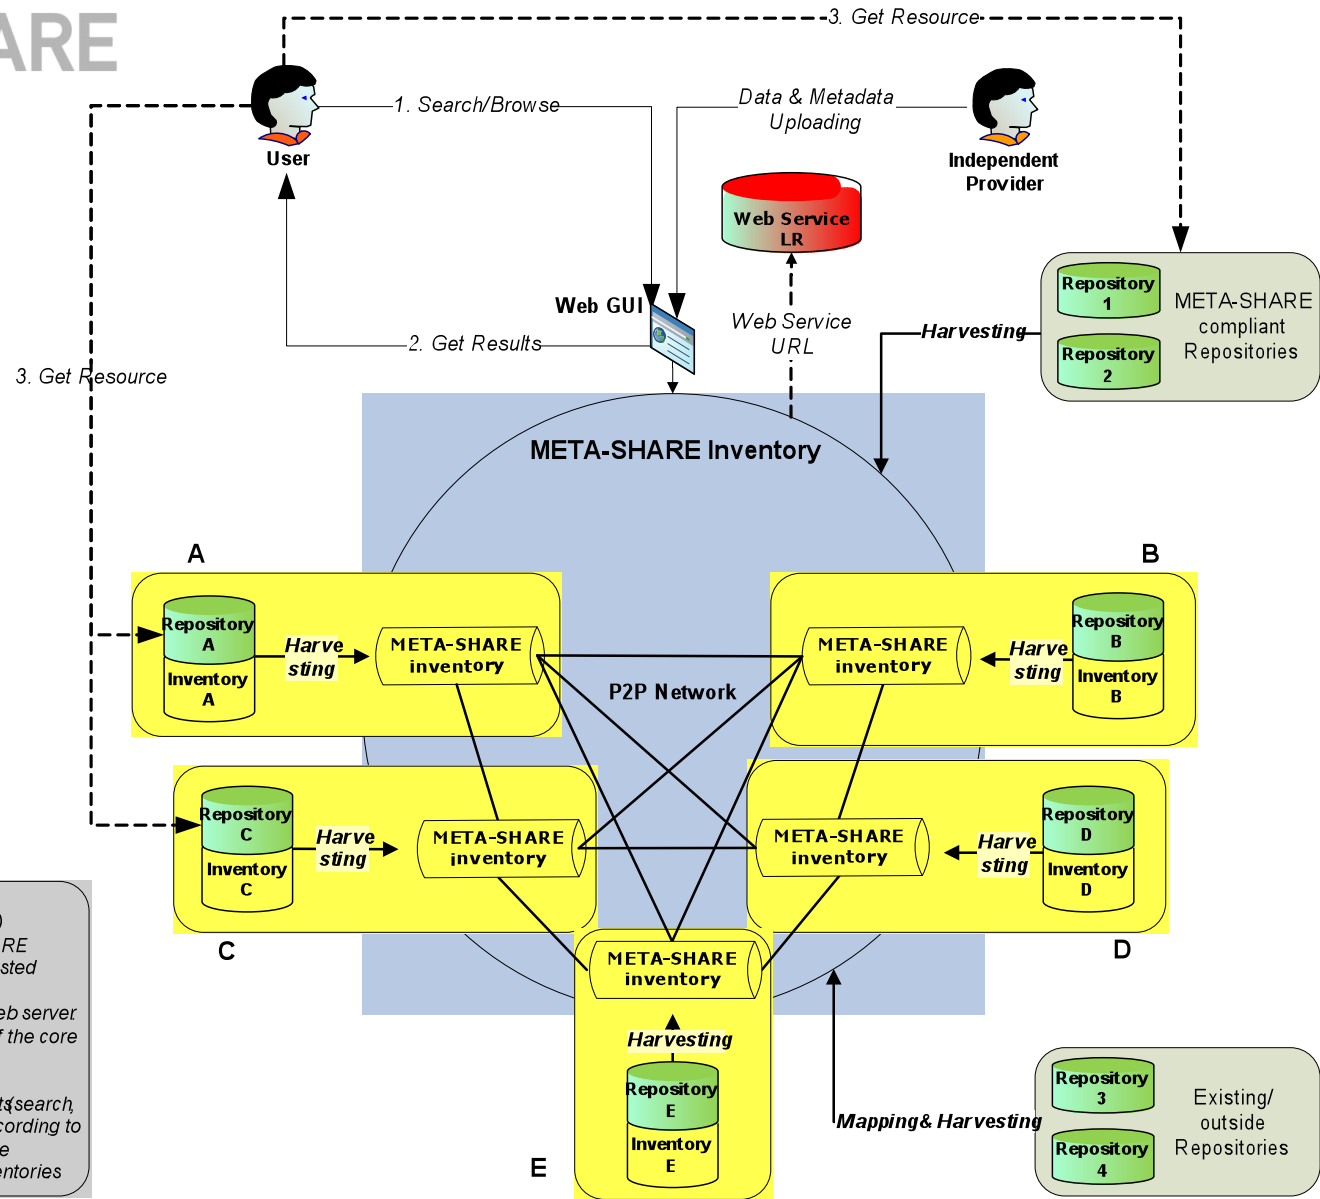 ARE
3. Get Resource
1. Search/Browse
Data & Metadata
Uploading
User
Independent
Provider
Web Service
LR
Web GUI
Web Service
URL
2. Get Results
Harvesting
Repository
1
Repository
2
META-SHARE
compliant
Repositories
3. Get Resource
META-SHARE Inventory
A
B
Repository
A
Inventory
A
Harve
sting
META-SHARE
inventory
META-SHARE
inventory
Harve
sting
Repository
B
Inventory
B
P2P Network
Repository
C
Inventory
C
Harve
sting
META-SHARE
inventory
META-SHARE
inventory
Harve
sting
Repository
D
Inventory
D
C
D
META-SHARE
inventory
Harvesting
Repository
E
Inventory
E
E
Mapping& Harvesting
Repository
3
Repository
4
Existing/
outside
Repositories
)
RE
sted
eb server.
f the core
ts(search,
cording to
e
entories